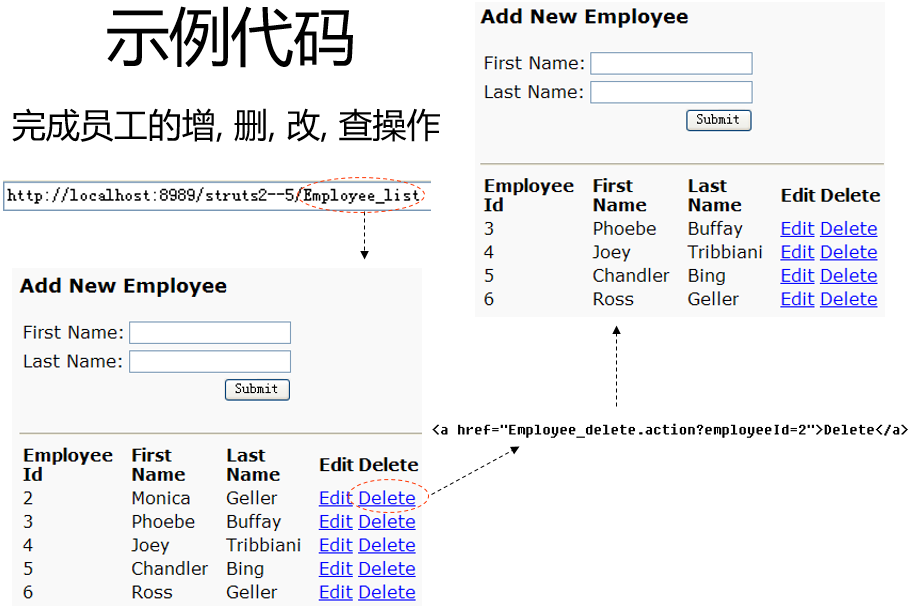 示例代码
完成员工的增, 删, 改, 查操作
http://localhost:8989/struts2--5/Employee_list
Add New Employee
First Name:
Last Name:
Submit
Employee Id First Name Last Name Edit Delete
2 Monica Geller Edit Delete
3 Phoebe Buffay Edit Delete
4 Joey Tribbiani Edit Delete
5 Chandler Bing Edit Delete
6 Ross Geller Edit Delete
<a href="Employee_delete.action?employeeId=2">Delete</a>
Add New Employee
First Name:
Last Name:
Submit
Employee Id First Name Last Name Edit Delete
3 Phoebe Buffay Edit Delete
4 Joey Tribbiani Edit Delete
5 Chandler Bing Edit Delete
6 Ross Geller Edit Delete